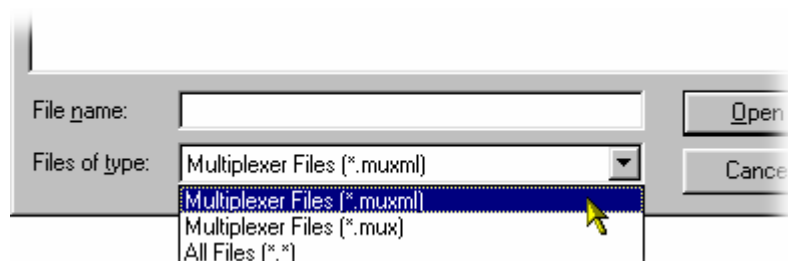 File name:
Open
Files of type: Multiplexer Files (*.muxml)
Cance
Multiplexer Files (*.muxml)
Multiplexer Files (*.mux)
All Files (*.*)